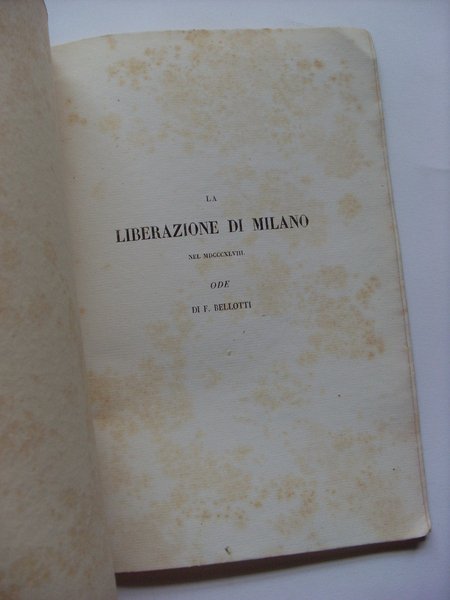 LA
LIBERAZIONE DI MILANO
NEL MDCCCXLVIII
ODE
DI F. BELLOTTI